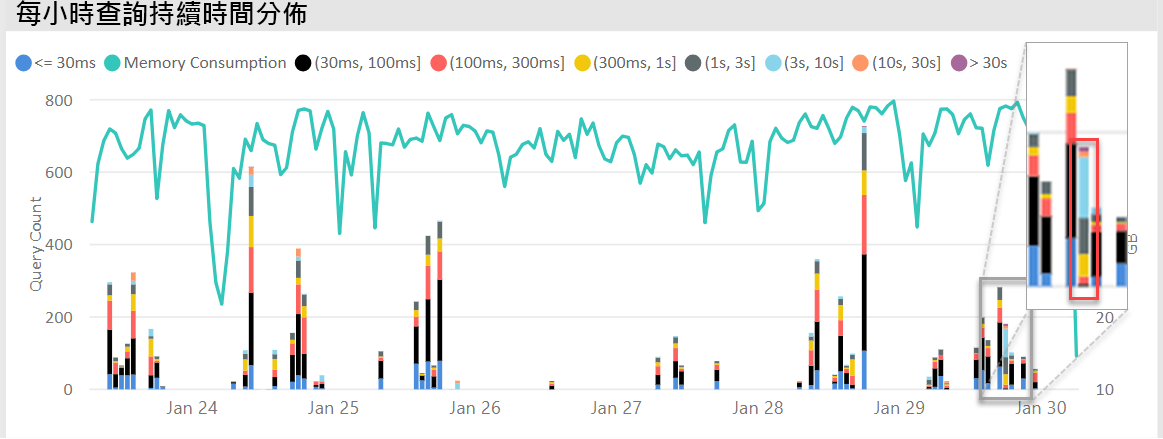 每小時查詢持續時間分佈
<= 30ms Memory Consumption (30ms, 100ms] (100ms, 300ms] (300ms, 1s] (1s, 3s] (3s, 10s] (10s, 30s] > 30s
800
600
400
200
0
Query Count
GB
20
10
Jan 24 Jan 25 Jan 26 Jan 27 Jan 28 Jan 29 Jan 30